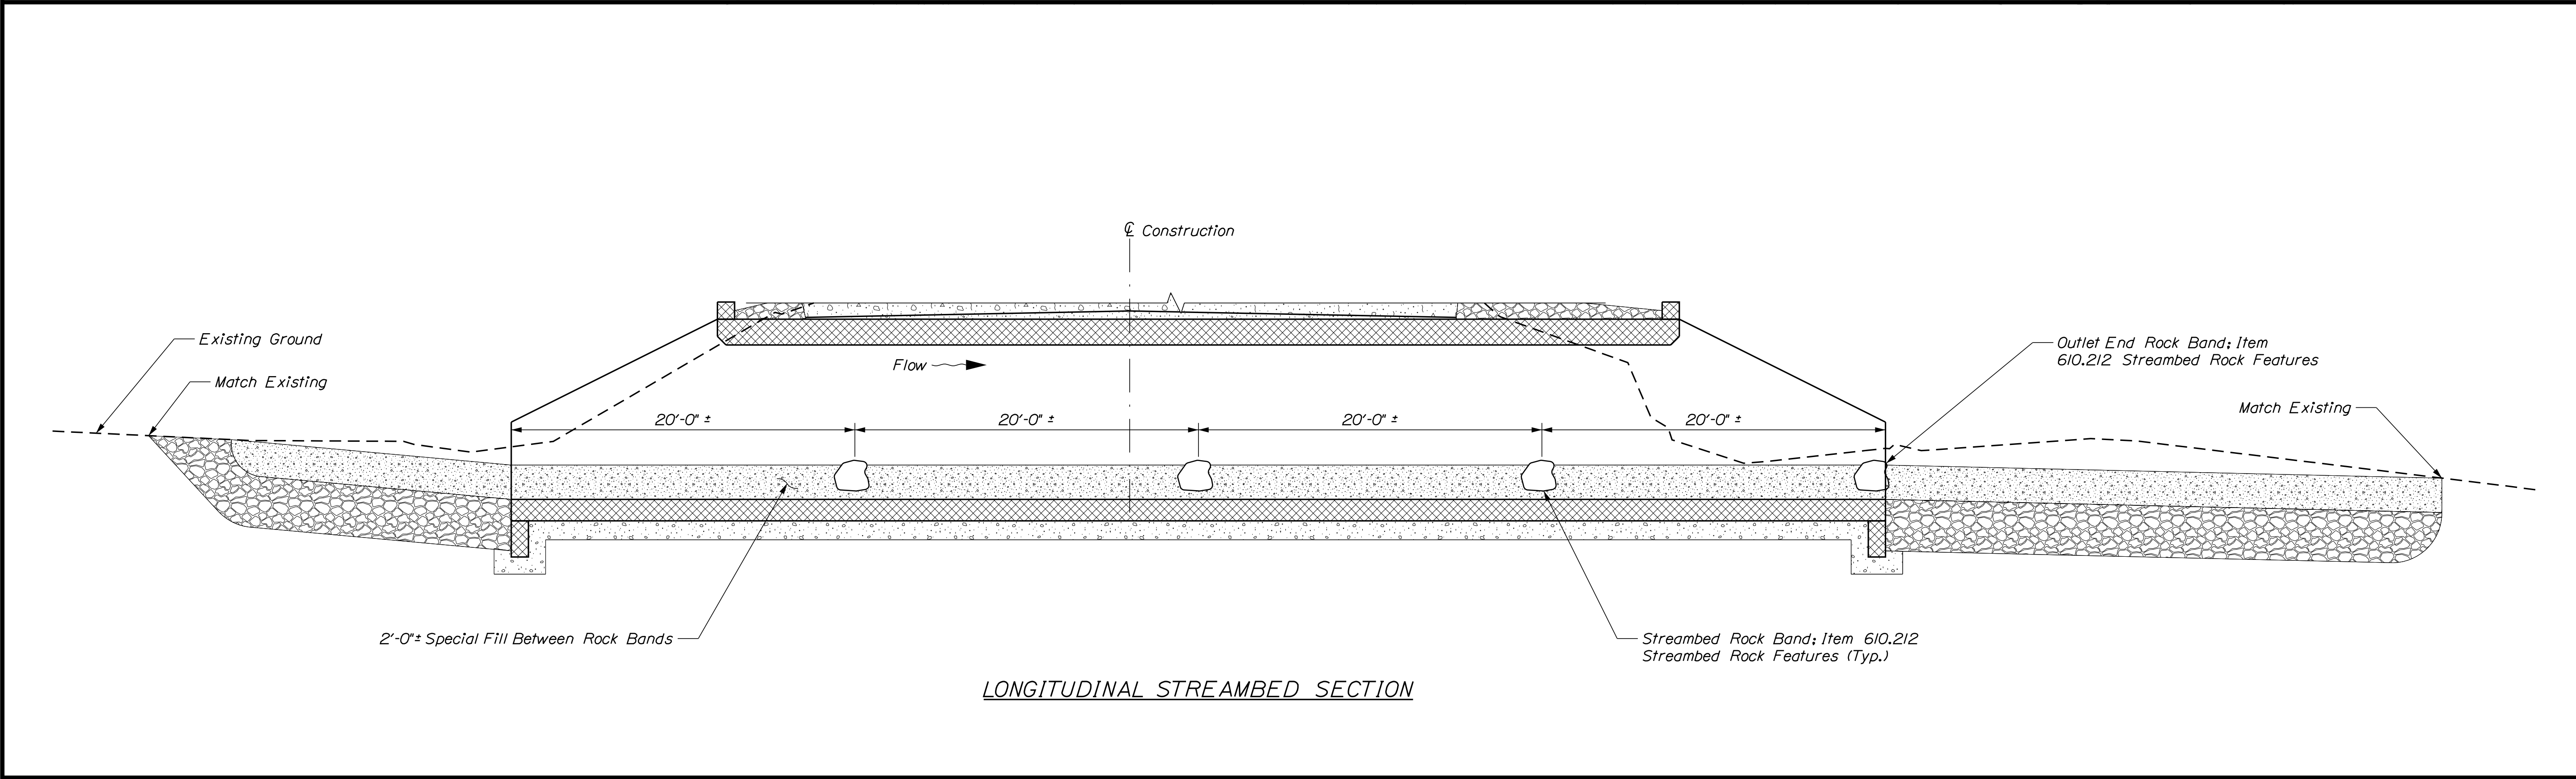 ℄ Construction
Existing Ground
Match Existing
Flow
Outlet End Rock Band; Item
610.212 Streambed Rock Features
Match Existing
20'-0" ±
20'-0" ±
20'-0" ±
20'-0" ±
2'-0"± Special Fill Between Rock Bands
Streambed Rock Band; Item 610.212
Streambed Rock Features (Typ.)
LONGITUDINAL STREAMBED SECTION